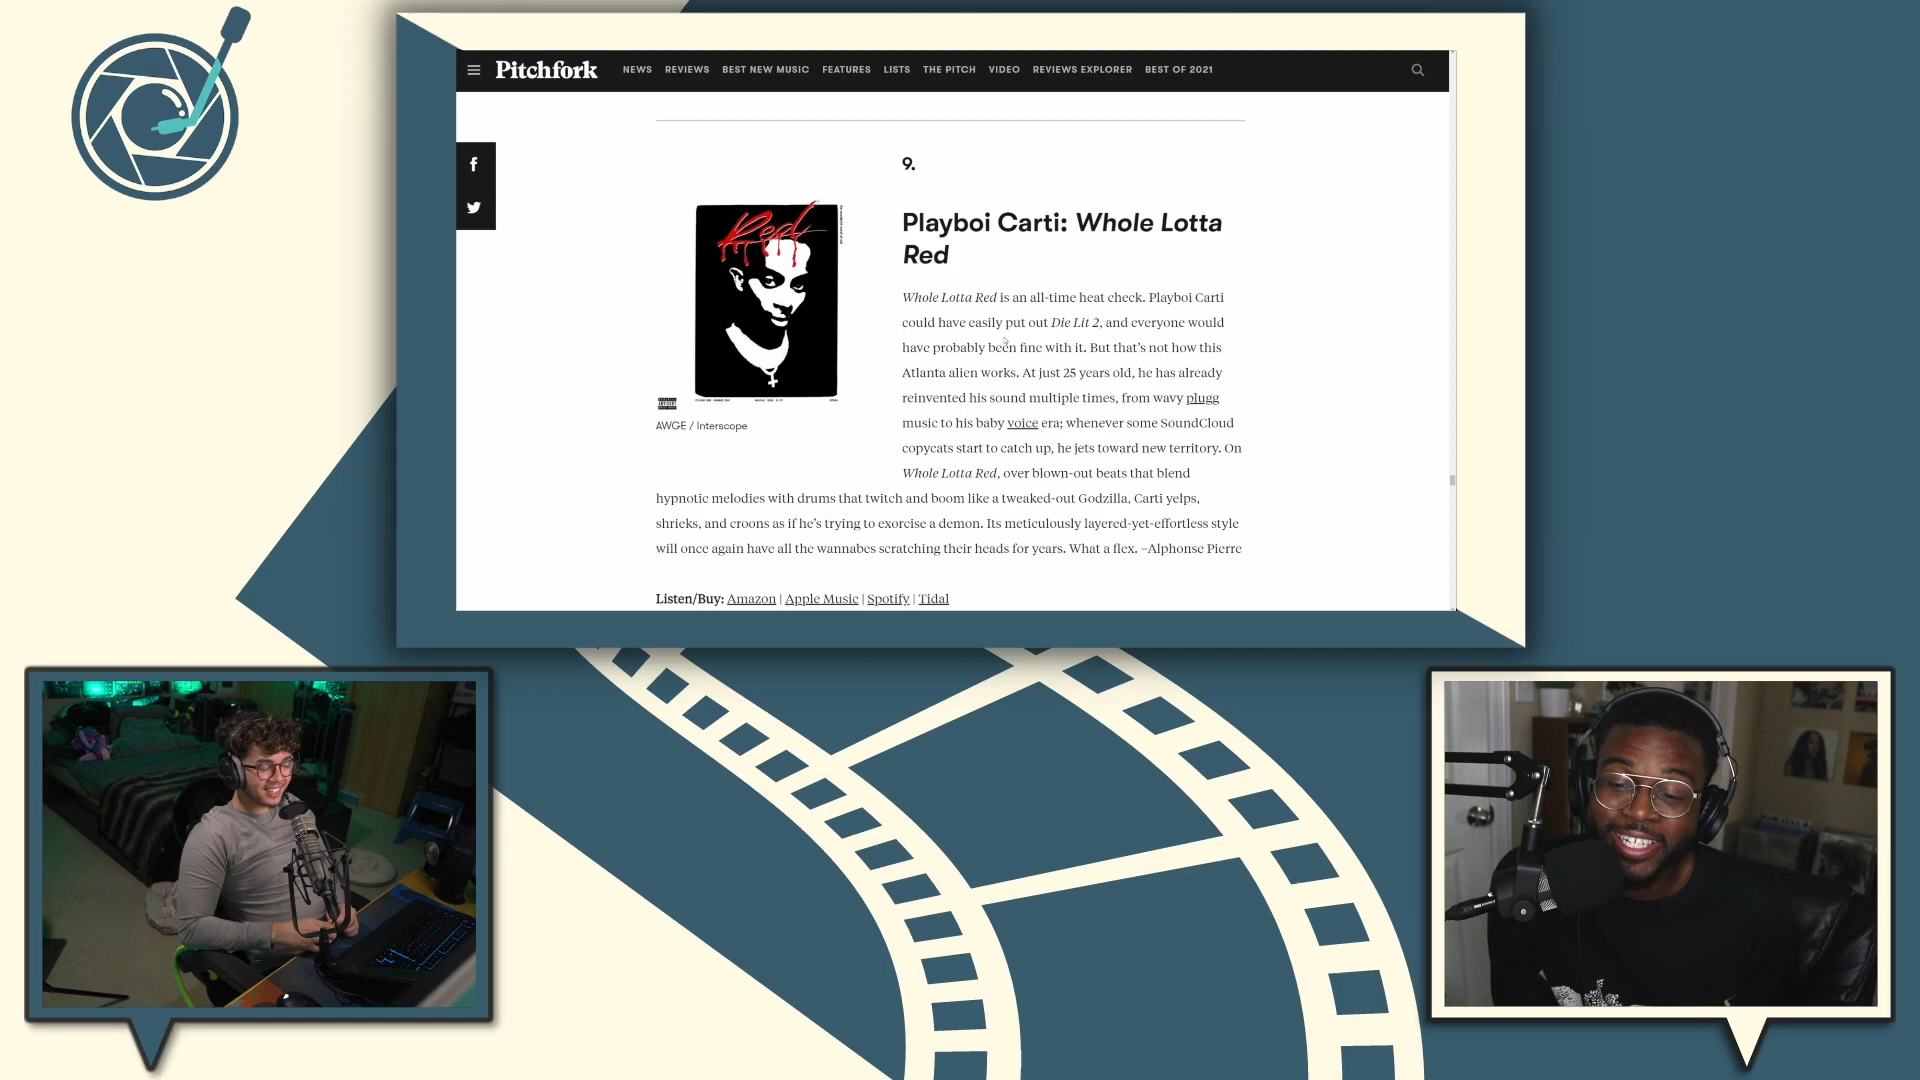 Pitchfork NEWS REVIEWS BEST NEW MUSIC FEATURES LISTS THE PITCH VIDEO REVIEWS EXPLORER BEST OF 2021
9.
Red
Playboi Carti: Whole Lotta
Red
Whole Lotta Red is an all-time heat check. Playboi Carti
could have easily put out Die Lit 2, and everyone would
have probably been fine with it. But that’s not how this
Atlanta alien works. At just 25 years old, he has already
reinvented his sound multiple times, from wavy plugg
music to his baby voice era; whenever some SoundCloud
copycats start to catch up, he jets toward new territory. On
Whole Lotta Red, over blown-out beats that blend
hypnotic melodies with drums that twitch and boom like a tweaked-out Godzilla, Carti yelps,
shrieks, and croons as if he’s trying to exorcise a demon. Its meticulously layered-yet-effortless style
will once again have all the wannabes scratching their heads for years. What a flex. –Alphonse Pierre
AWGE / Interscope
Listen/Buy: Amazon | Apple Music | Spotify | Tidal